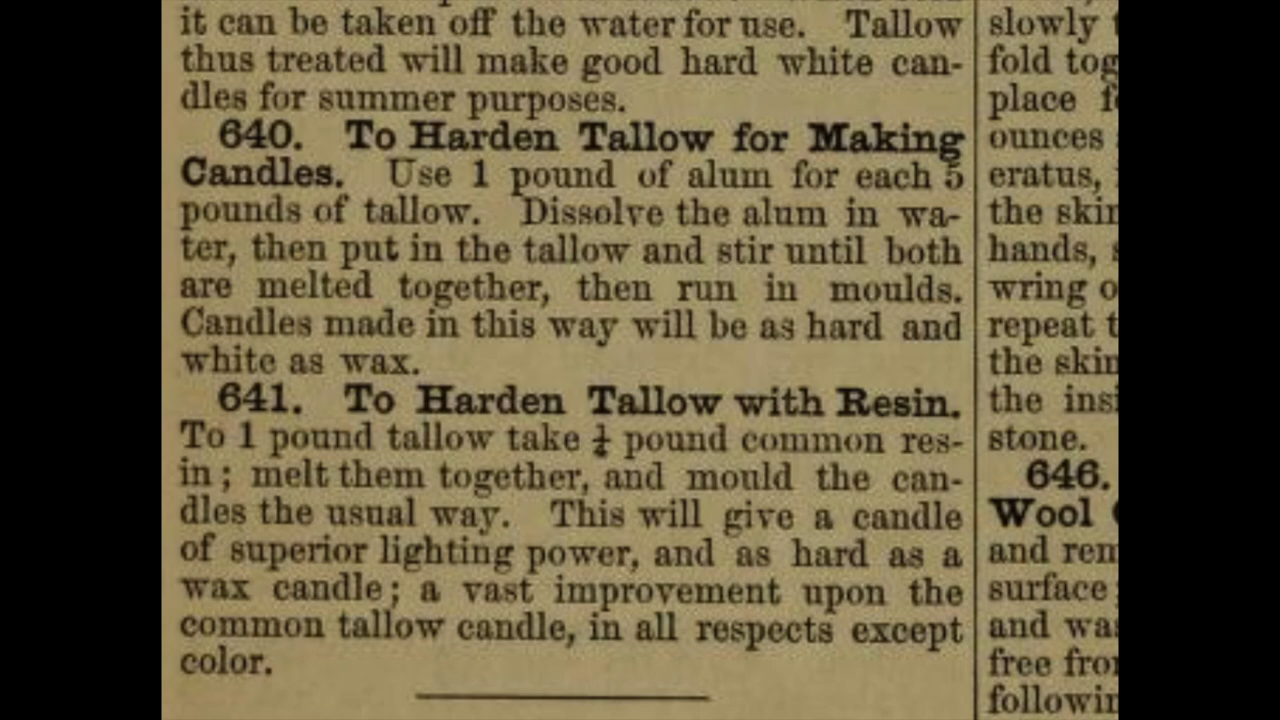 it can be taken off the water for use. Tallow
thus treated will make good hard white can-
dles for summer purposes.
640. To Harden Tallow for Making
Candles. Use 1 pound of alum for each 5
pounds of tallow. Dissolve the alum in wa-
ter, then put in the tallow and stir until both
are melted together, then run in moulds.
Candles made in this way will be as hard and
white as wax.
641. To Harden Tallow with Resin.
To 1 pound tallow take ¼ pound common res-
in; melt them together, and mould the can-
dles the usual way. This will give a candle
of superior lighting power, and as hard as a
wax candle; a vast improvement upon the
common tallow candle, in all respects except
color.
slowly
fold tog
place
ounces
eratus,
the skin
hands,
wring o
repeat t
the skin
the insi
stone.
646.
Wool
and rem
surface
and was
free from
followin